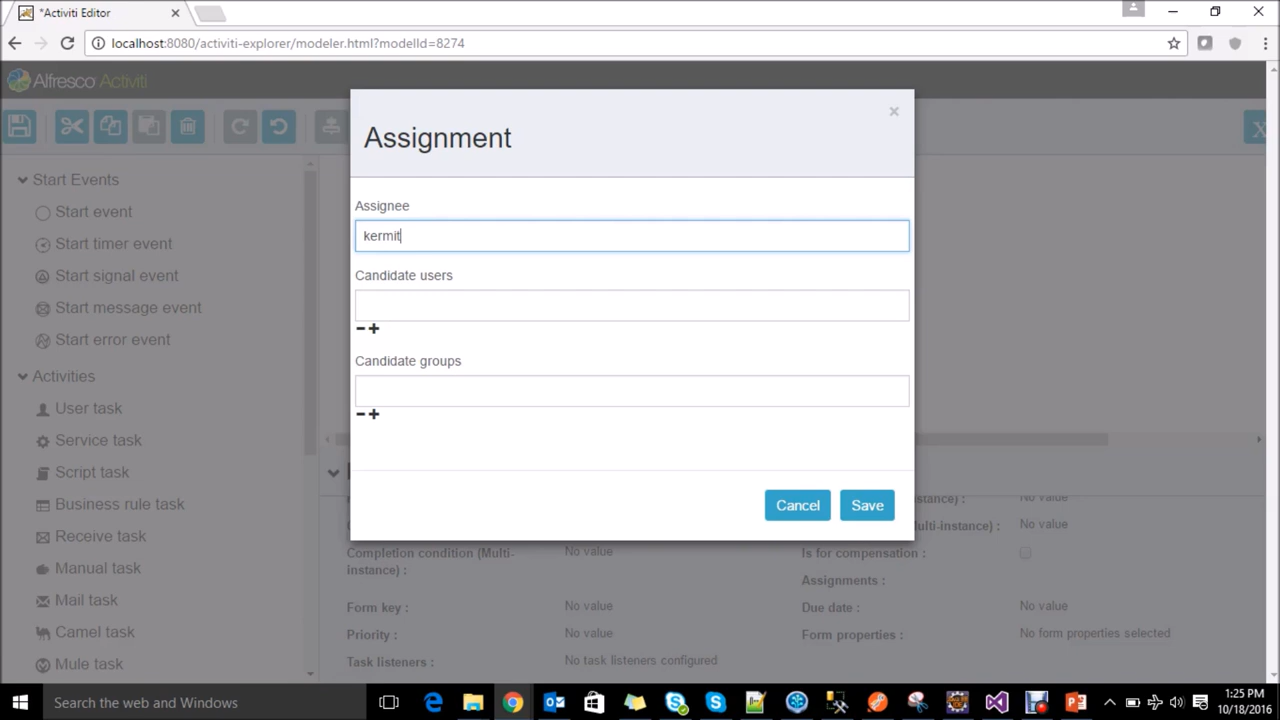 *Activiti Editor
localhost:8080/activiti-explorer/modeler.html?modelId=8274
Alfresco Activiti
Assignment
Assignee
kermit
Candidate users
Candidate groups
Cancel
Save
Start Events
Start event
Start timer event
Start signal event
Start message event
Start error event
Activities
User task
Service task
Script task
Business rule task
Receive task
Manual task
Mail task
Camel task
Mule task
No value
No value
Completion condition (Multi-
instance) :
No value
Is for compensation :
Assignments :
Form key :
No value
Due date :
No value
Priority :
No value
Form properties :
No form properties selected
Task listeners :
No task listeners configured
Search the web and Windows
1:25 PM
10/18/2016